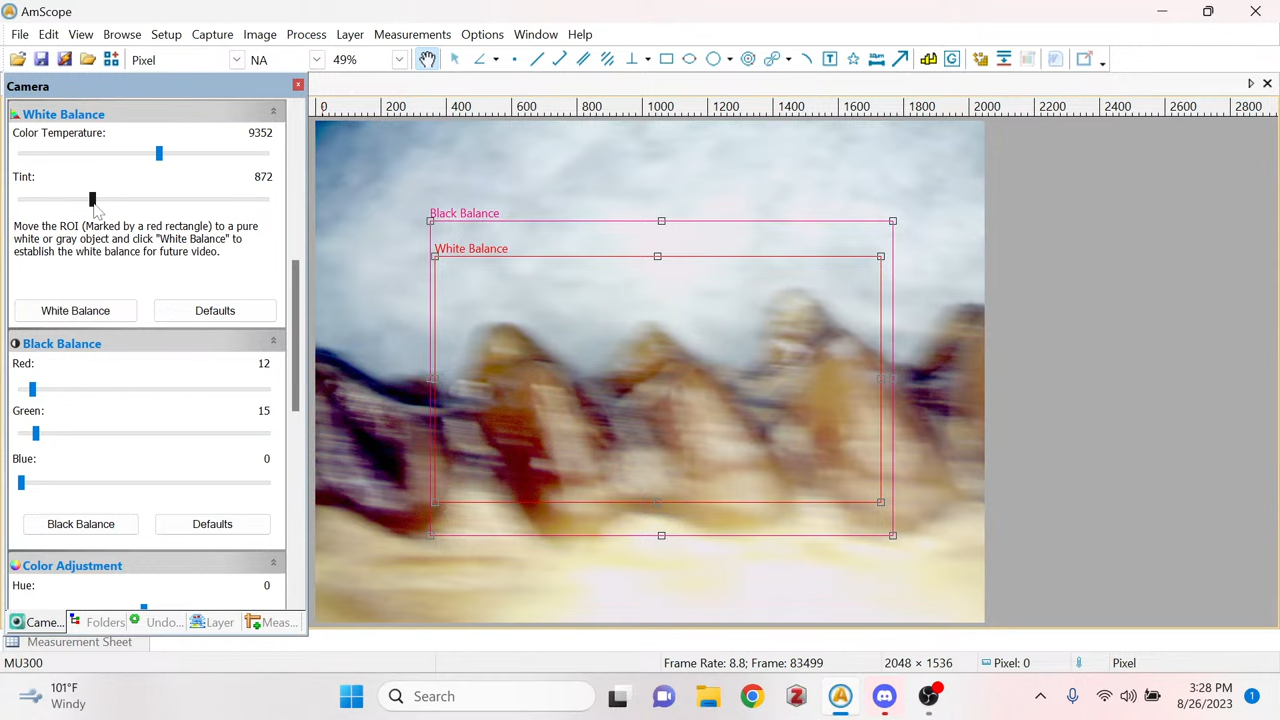 AmScope
File Edit View Browse Setup Capture Image Process Layer Measurements Options Window Help
Pixel NA 49%
Camera
0 200 400 600 800 1000 1200 1400 1600 1800 2000 2200 2400 2600 2800
White Balance
Color Temperature: 9352
Tint: 872
Move the ROI (Marked by a red rectangle) to a pure
white or gray object and click "White Balance" to
establish the white balance for future video.
White Balance Defaults
Black Balance
Red: 12
Green: 15
Blue: 0
Black Balance Defaults
Color Adjustment
Hue: 0
Black Balance
White Balance
Came... Folders Undo... Layer Meas...
Measurement Sheet
MU300 Frame Rate: 8.8; Frame: 83499 2048 × 1536 Pixel: 0 Pixel
101°F
Windy
Search
3:28 PM
8/26/2023
1